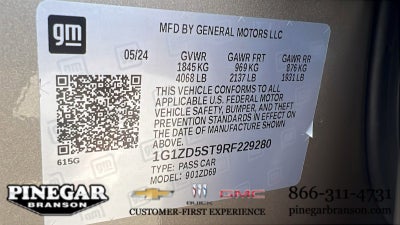 gm
MFD BY GENERAL MOTORS LLC
05/24 GVWR GAWR FRT GAWR RR
1845 KG 969 KG 876 KG
4068 LB 2137 LB 1931 LB
THIS VEHICLE CONFORMS TO ALL
APPLICABLE U.S. FEDERAL MOTOR
VEHICLE SAFETY, BUMPER, AND THEFT
PREVENTION STANDARDS IN EFFECT ON
THE DATE OF MANUFACTURE SHOWN ABOVE.
615G
1G1ZD5ST9RF229280
TYPE: PASS CAR
MODEL: 901ZD69
PINEGAR
BRANSON
BUICK
GMC
CUSTOMER-FIRST EXPERIENCE
866-311-4731
pinegarbranson.com